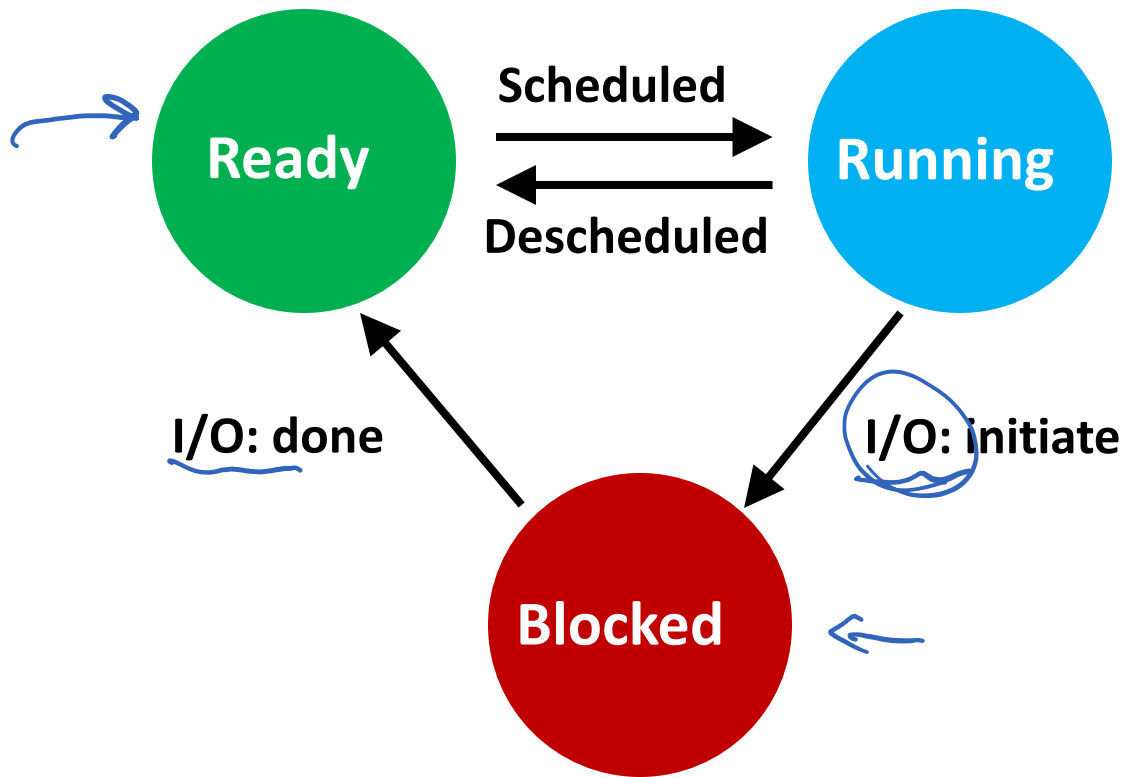 Scheduled
Ready
Running
Descheduled
I/O: done
I/O: initiate
Blocked